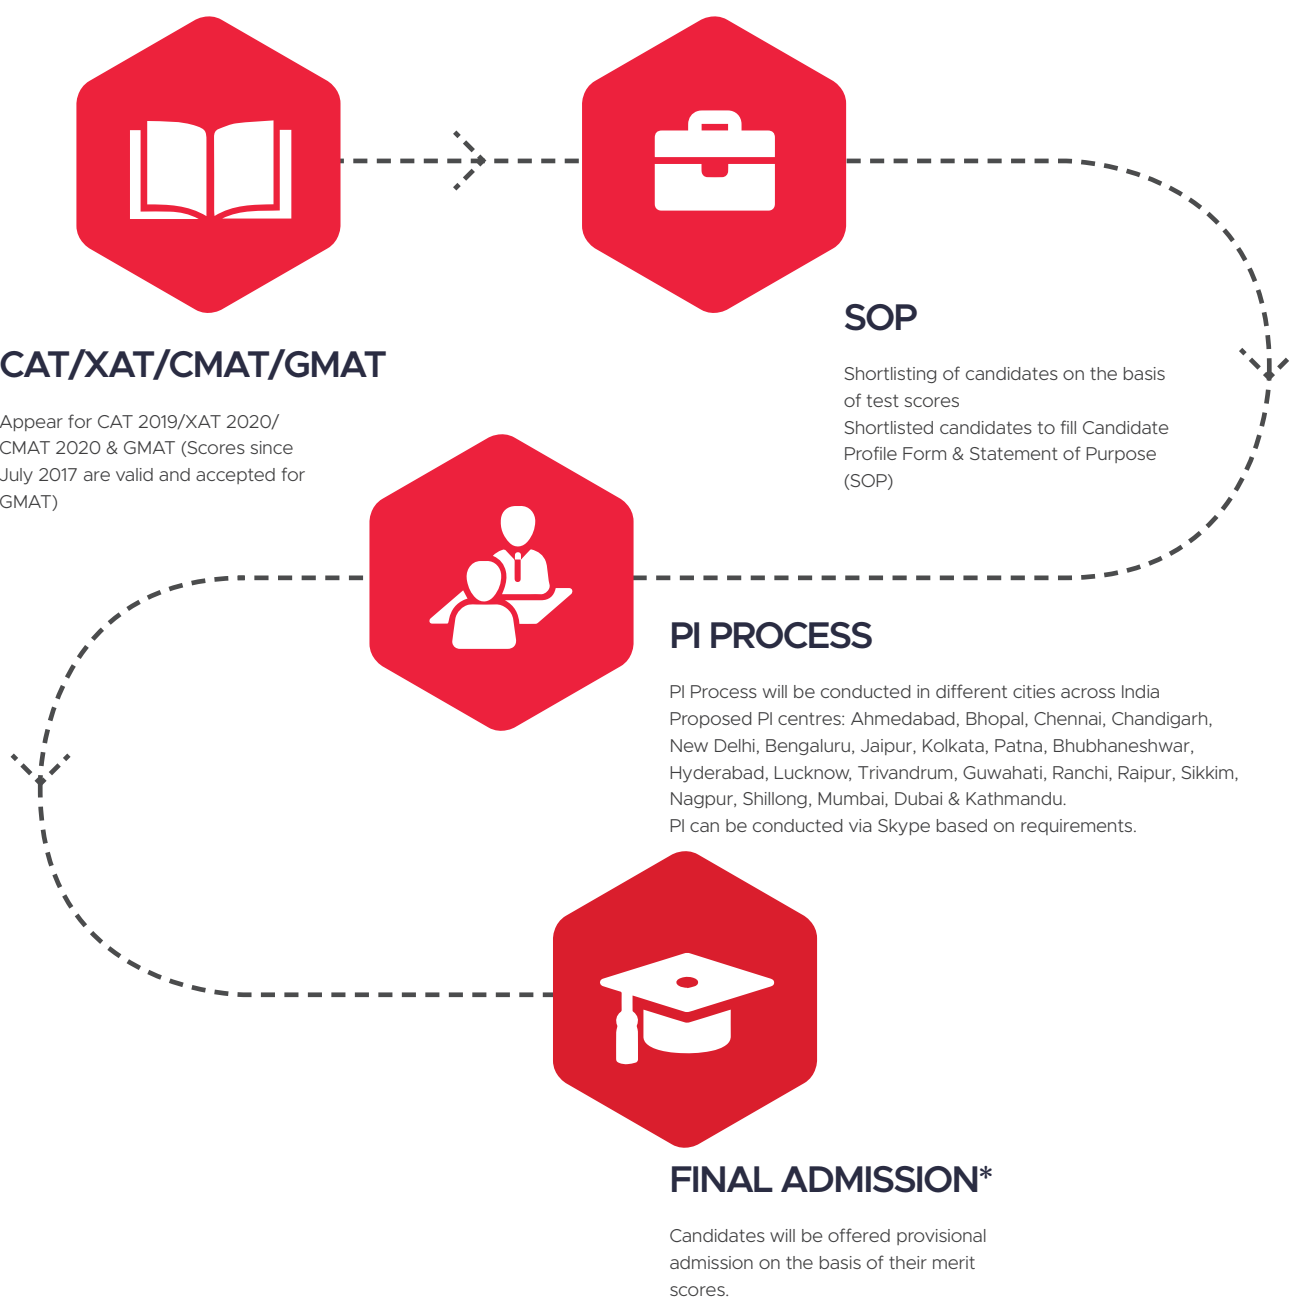 CAT/XAT/CMAT/GMAT
Appear for CAT 2019/XAT 2020/
CMAT 2020 & GMAT (Scores since
July 2017 are valid and accepted for
GMAT)
SOP
Shortlisting of candidates on the basis
of test scores
Shortlisted candidates to fill Candidate
Profile Form & Statement of Purpose
(SOP)
PI PROCESS
PI Process will be conducted in different cities across India
Proposed PI centres: Ahmedabad, Bhopal, Chennai, Chandigarh,
New Delhi, Bengaluru, Jaipur, Kolkata, Patna, Bhubhaneshwar,
Hyderabad, Lucknow, Trivandrum, Guwahati, Ranchi, Raipur, Sikkim,
Nagpur, Shillong, Mumbai, Dubai & Kathmandu.
PI can be conducted via Skype based on requirements.
FINAL ADMISSION*
Candidates will be offered provisional
admission on the basis of their merit
scores.